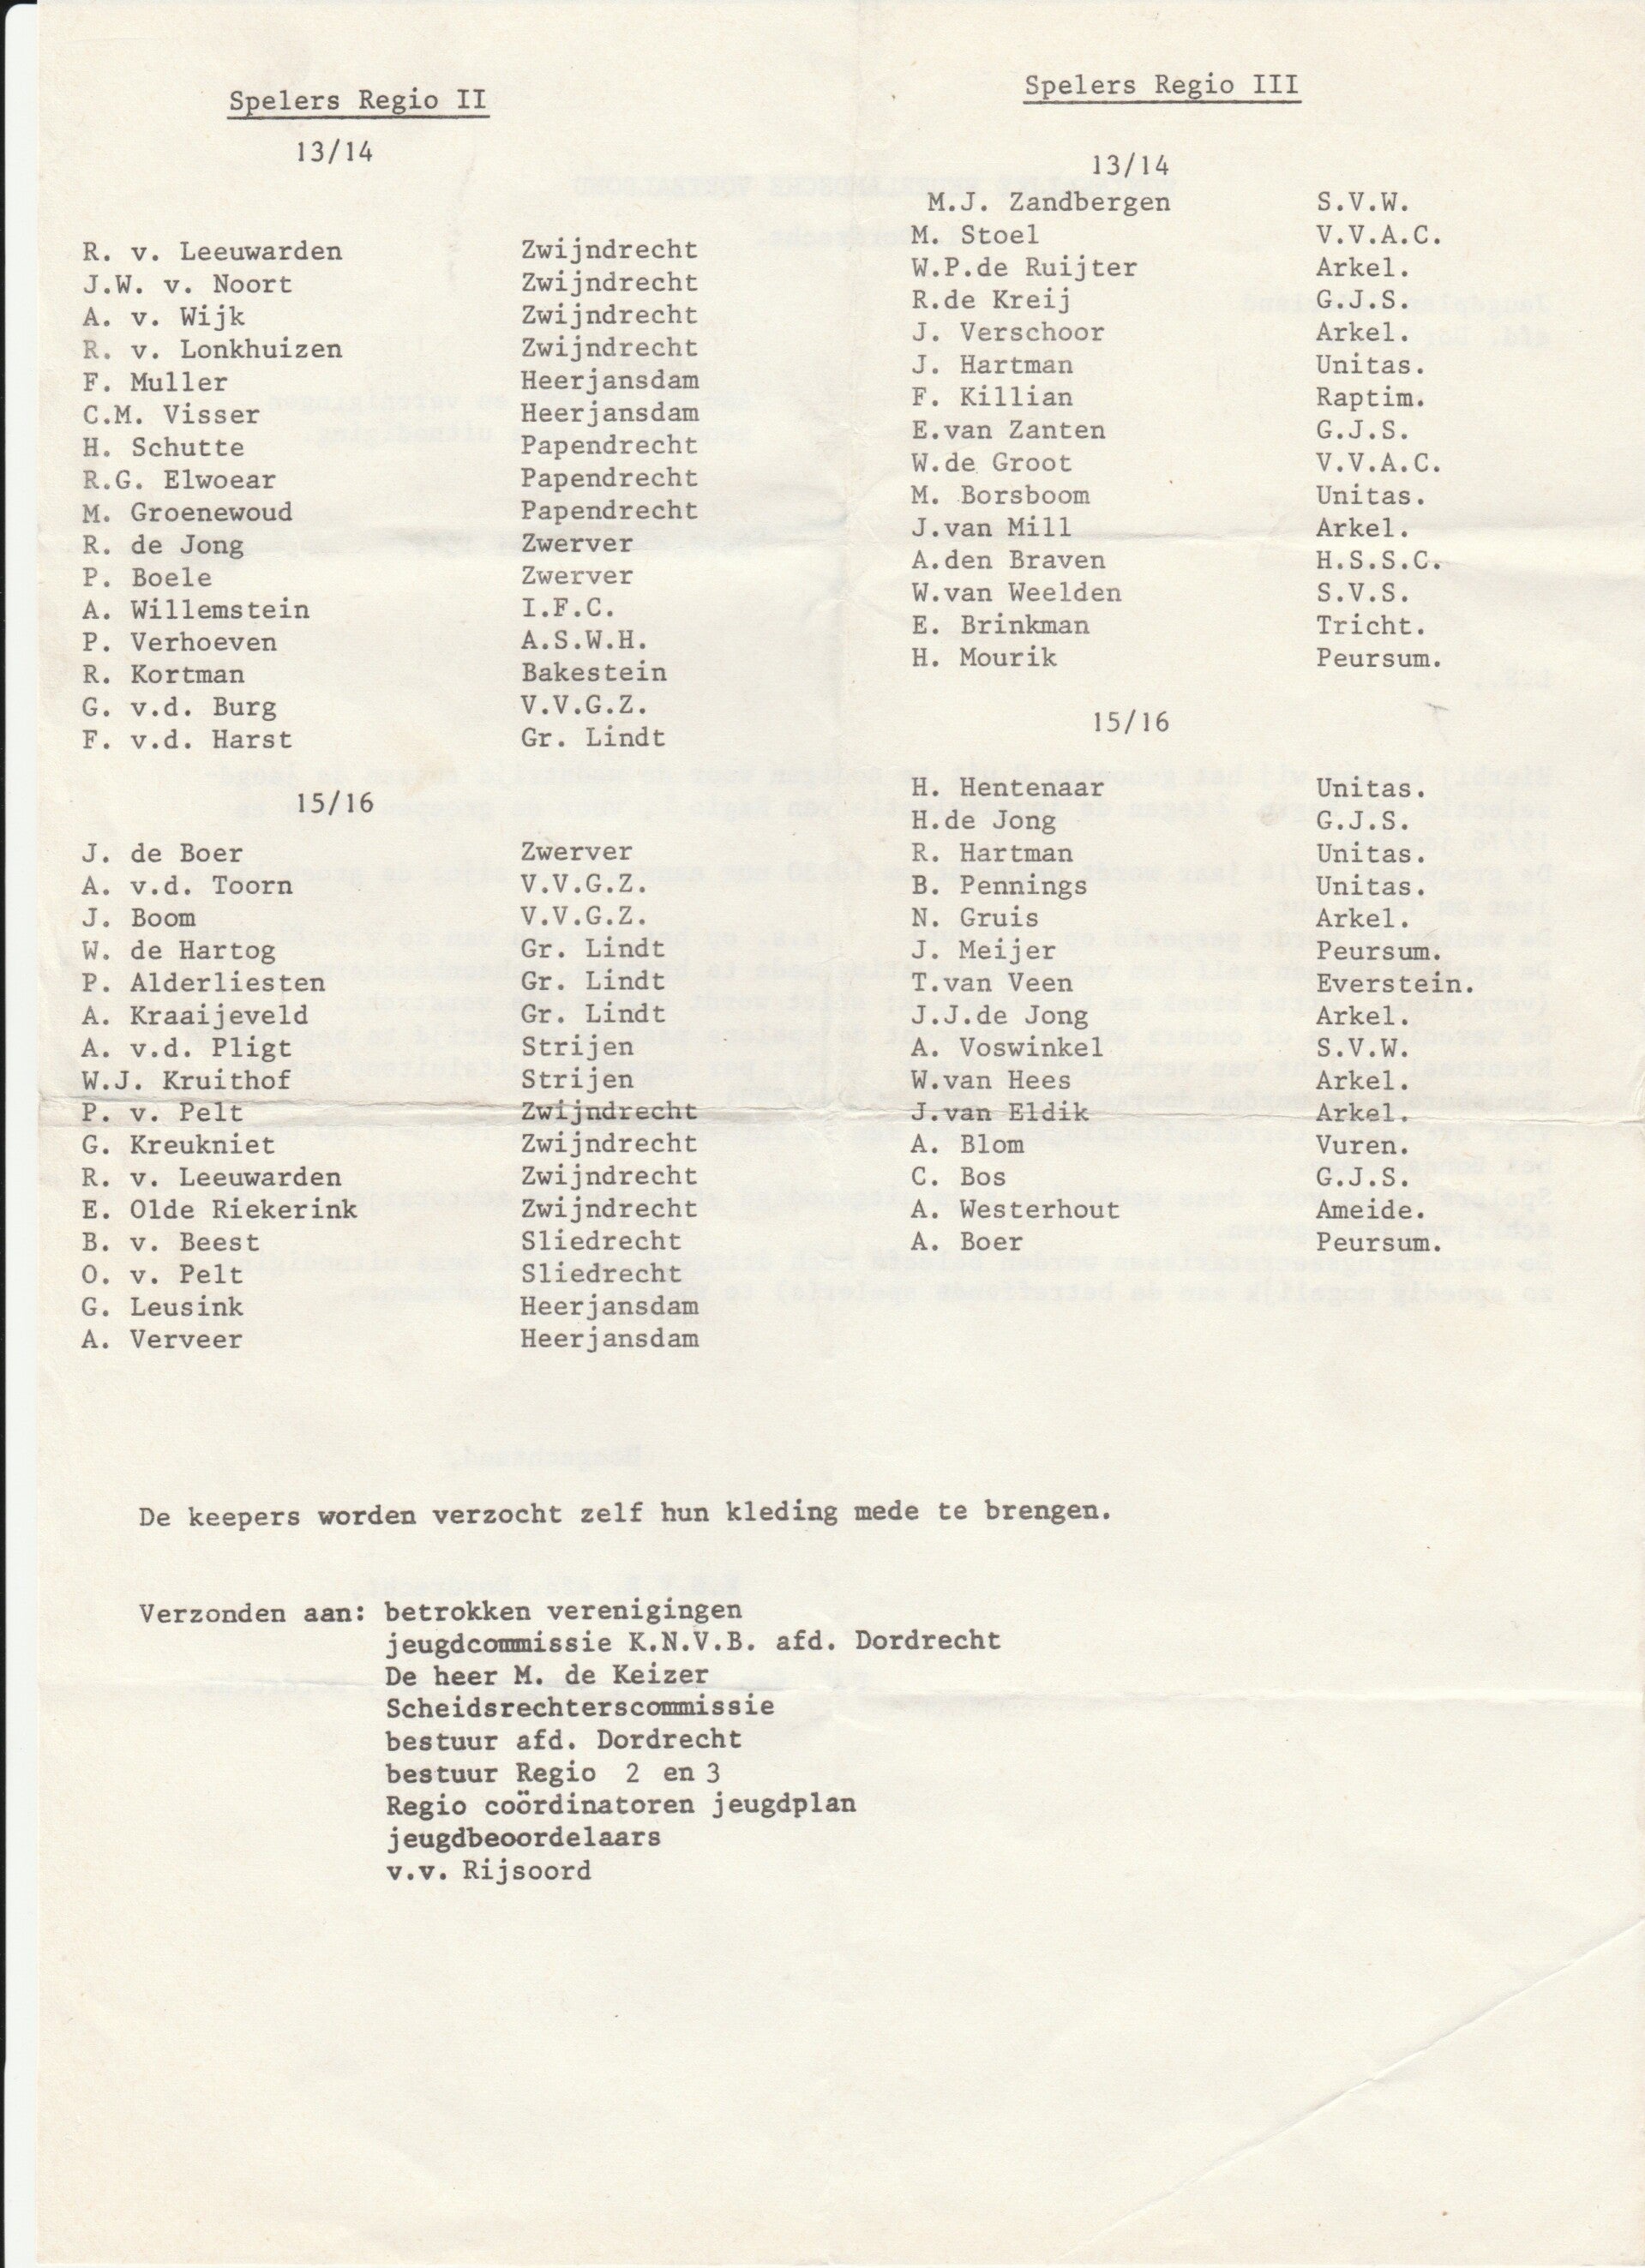 Spelers Regio II
13/14
R. v. Leeuwarden Zwijndrecht
J.W. v. Noort Zwijndrecht
A. v. Wijk Zwijndrecht
R. v. Lonkhuizen Zwijndrecht
F. Muller Heerjansdam
C.M. Visser Heerjansdam
H. Schutte Papendrecht
R.G. Elwoear Papendrecht
M. Groenewoud Papendrecht
R. de Jong Zwerver
P. Boele Zwerver
A. Willemstein I.F.C.
P. Verhoeven A.S.W.H.
R. Kortman Bakestein
G. v.d. Burg V.V.G.Z.
F. v.d. Harst Gr. Lindt
15/16
J. de Boer Zwerver
A. v.d. Toorn V.V.G.Z.
J. Boom V.V.G.Z.
W. de Hartog Gr. Lindt
P. Alderliesten Gr. Lindt
A. Kraaijeveld Gr. Lindt
A. v.d. Pligt Strijen
W.J. Kruithof Strijen
P. v. Pelt Zwijndrecht
G. Kreukniet Zwijndrecht
R. v. Leeuwarden Zwijndrecht
E. Olde Riekerink Zwijndrecht
B. v. Beest Sliedrecht
O. v. Pelt Sliedrecht
G. Leusink Heerjansdam
A. Verveer Heerjansdam
Spelers Regio III
13/14
M.J. Zandbergen S.V.W.
M. Stoel V.V.A.C.
W.P.de Ruijter Arkel.
R.de Kreij G.J.S.
J. Verschoor Arkel.
J. Hartman Unitas.
F. Killian Raptim.
E.van Zanten G.J.S.
W.de Groot V.V.A.C.
M. Borsboom Unitas.
J.van Mill Arkel.
A.den Braven H.S.S.C.
W.van Weelden S.V.S.
E. Brinkman Tricht.
H. Mourik Peursum.
15/16
H. Hentenaar Unitas.
H.de Jong G.J.S.
R. Hartman Unitas.
B. Pennings Unitas.
N. Gruis Arkel.
J. Meijer Peursum.
T.van Veen Everstein.
J.J.de Jong Arkel.
A. Voswinkel S.V.W.
W.van Hees Arkel.
J.van Eldik Arkel.
A. Blom Vuren.
C. Bos G.J.S.
A. Westerhout Ameide.
A. Boer Peursum.
De keepers worden verzocht zelf hun kleding mede te brengen.
Verzonden aan: betrokken verenigingen
jeugdcommissie K.N.V.B. afd. Dordrecht
De heer M. de Keizer
Scheidsrechterscommissie
bestuur afd. Dordrecht
bestuur Regio 2 en 3
Regio coördinatoren jeugdplan
jeugdbeoordelaars
v.v. Rijsoord